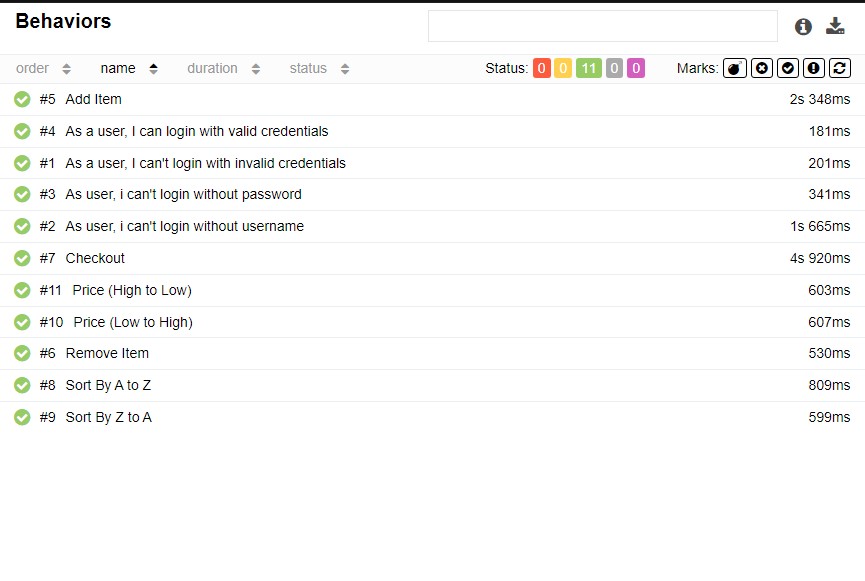 Behaviors
order name duration status Status: 0 0 11 0 0 Marks:
#5 Add Item 2s 348ms
#4 As a user, I can login with valid credentials 181ms
#1 As a user, I can't login with invalid credentials 201ms
#3 As user, i can't login without password 341ms
#2 As user, i can't login without username 1s 665ms
#7 Checkout 4s 920ms
#11 Price (High to Low) 603ms
#10 Price (Low to High) 607ms
#6 Remove Item 530ms
#8 Sort By A to Z 809ms
#9 Sort By Z to A 599ms